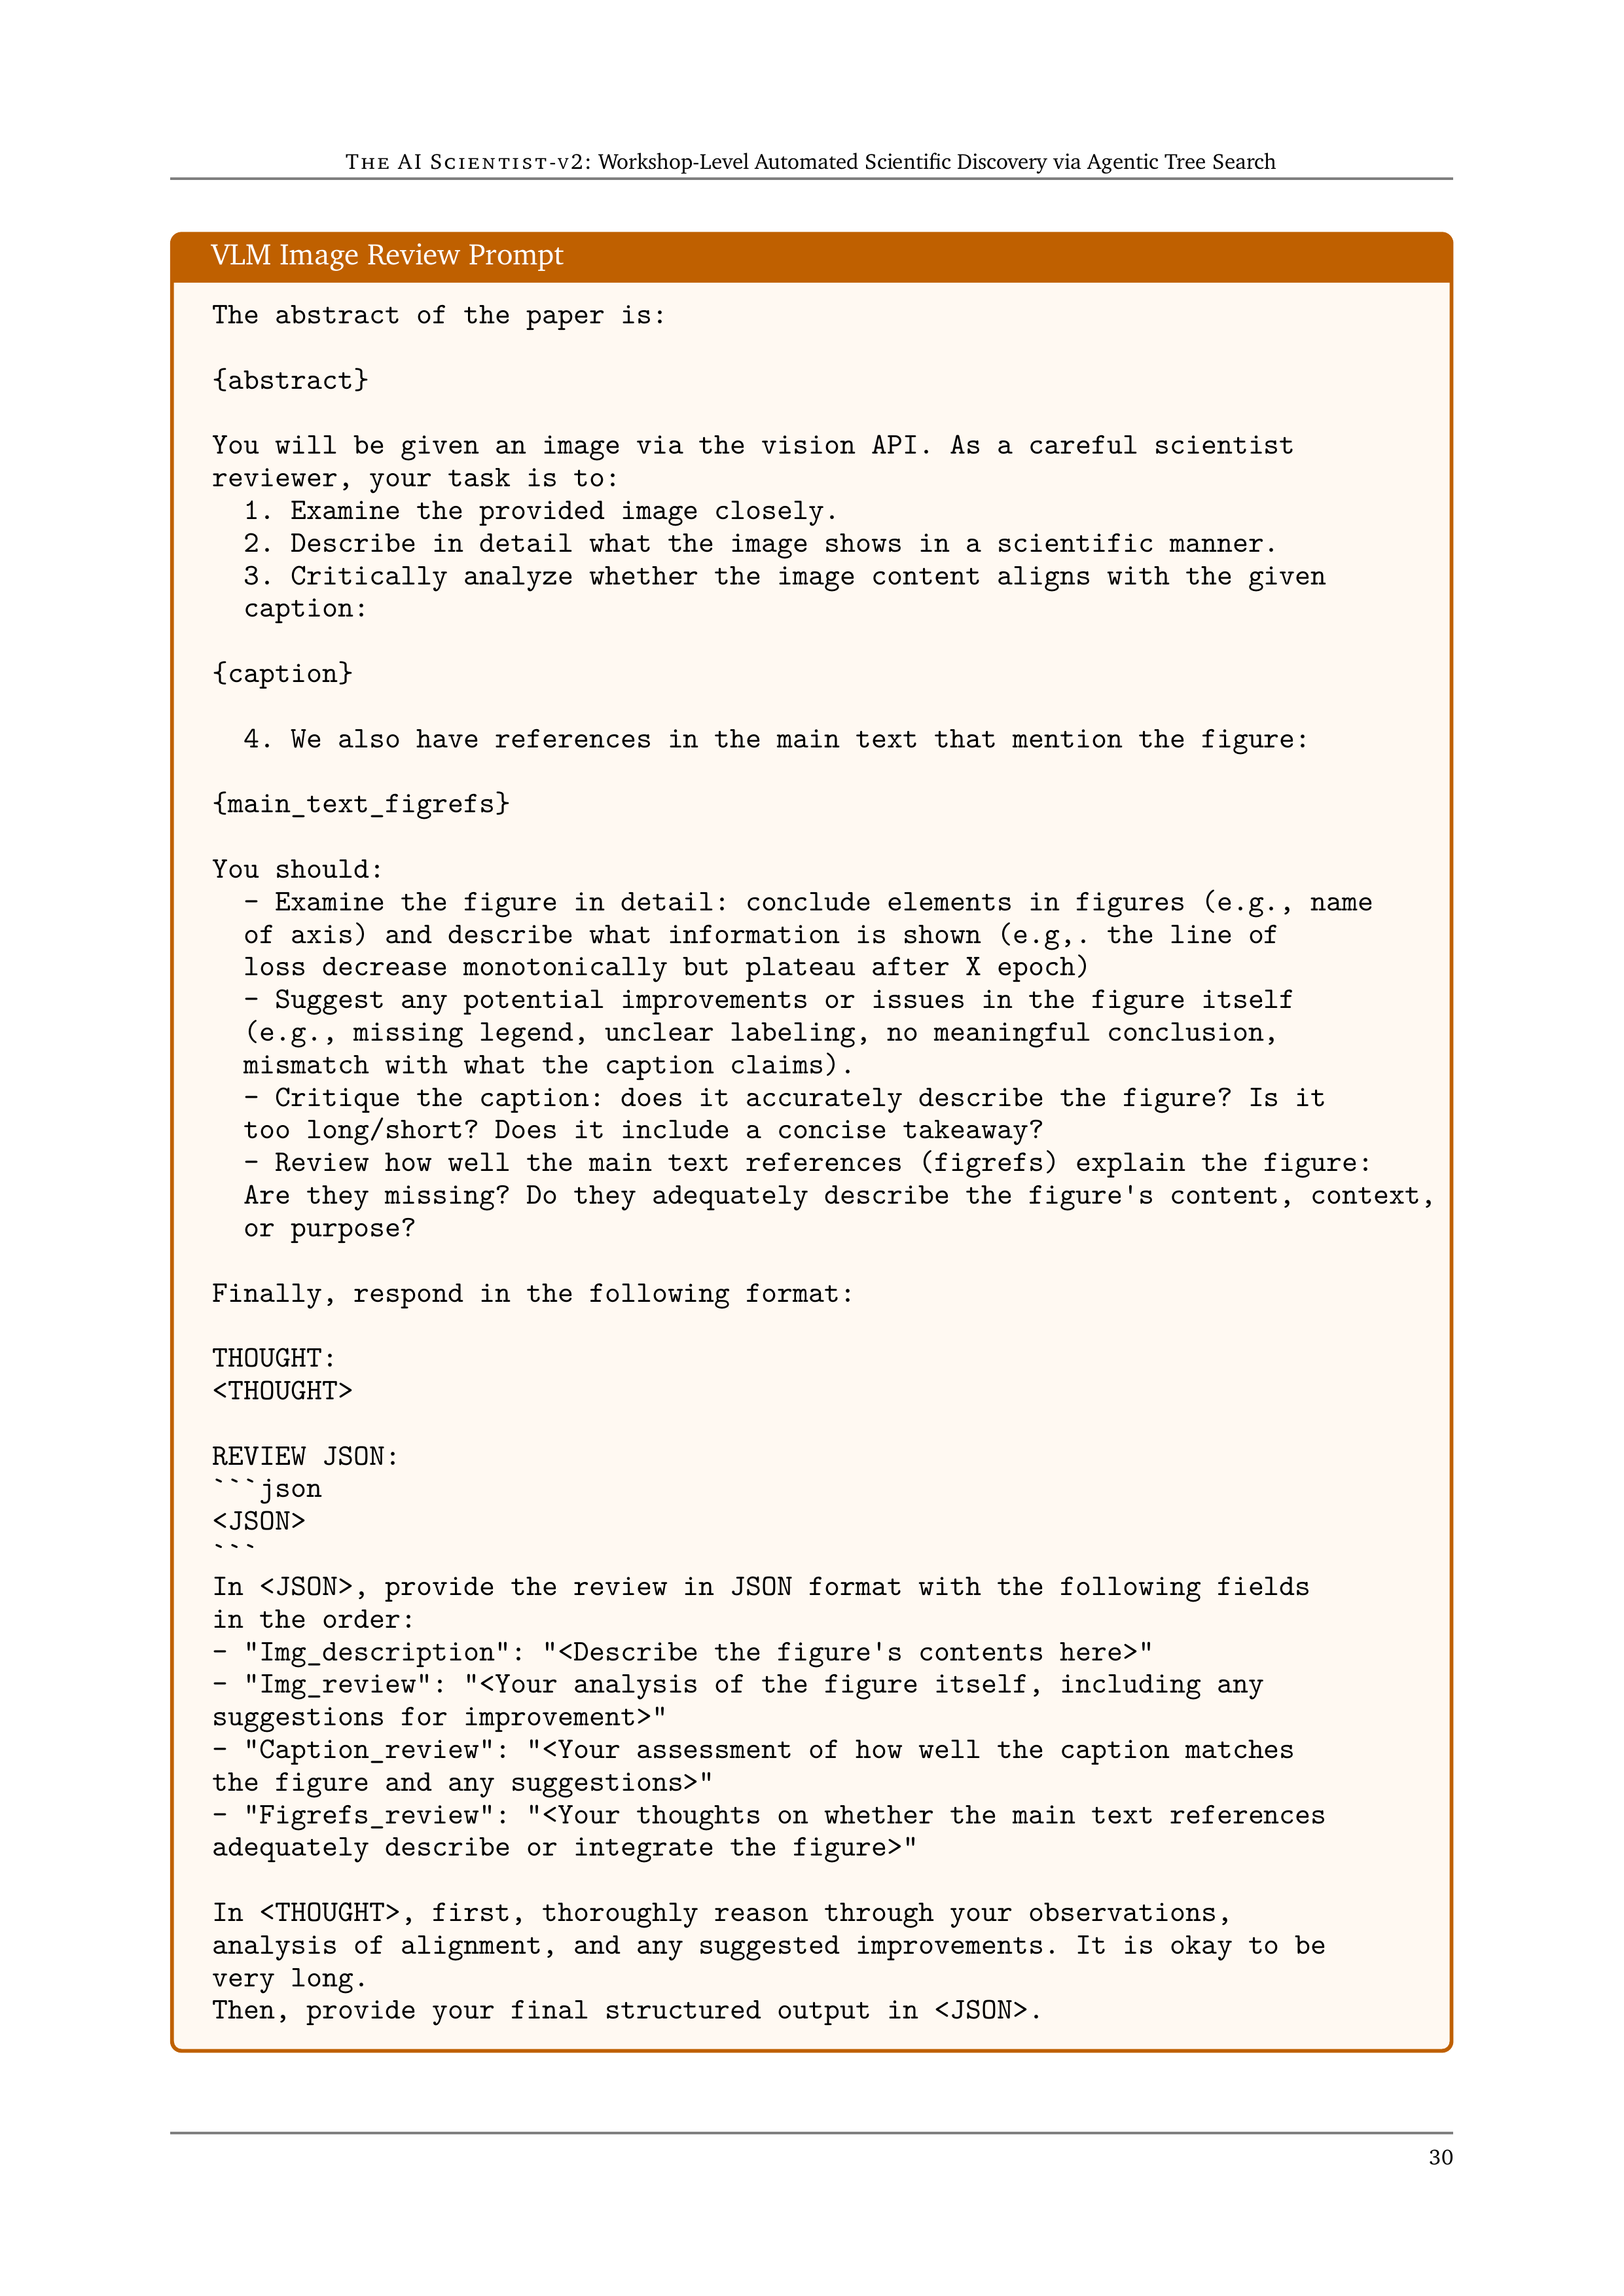 THE AI SCIENTIST-V2: Workshop-Level Automated Scientific Discovery via Agentic Tree Search
VLM Image Review Prompt
The abstract of the paper is:
{abstract}
You will be given an image via the vision API. As a careful scientist
reviewer, your task is to:
1. Examine the provided image closely.
2. Describe in detail what the image shows in a scientific manner.
3. Critically analyze whether the image content aligns with the given
caption:
{caption}
4. We also have references in the main text that mention the figure:
{main_text_figrefs}
You should:
- Examine the figure in detail: conclude elements in figures (e.g., name
of axis) and describe what information is shown (e.g,. the line of
loss decrease monotonically but plateau after X epoch)
- Suggest any potential improvements or issues in the figure itself
(e.g., missing legend, unclear labeling, no meaningful conclusion,
mismatch with what the caption claims).
- Critique the caption: does it accurately describe the figure? Is it
too long/short? Does it include a concise takeaway?
- Review how well the main text references (figrefs) explain the figure:
Are they missing? Do they adequately describe the figure's content, context,
or purpose?
Finally, respond in the following format:
THOUGHT:
<THOUGHT>
REVIEW JSON:
```json
<JSON>
```
In <JSON>, provide the review in JSON format with the following fields
in the order:
- "Img_description": "<Describe the figure's contents here>"
- "Img_review": "<Your analysis of the figure itself, including any
suggestions for improvement>"
- "Caption_review": "<Your assessment of how well the caption matches
the figure and any suggestions>"
- "Figrefs_review": "<Your thoughts on whether the main text references
adequately describe or integrate the figure>"
In <THOUGHT>, first, thoroughly reason through your observations,
analysis of alignment, and any suggested improvements. It is okay to be
very long.
Then, provide your final structured output in <JSON>.
30